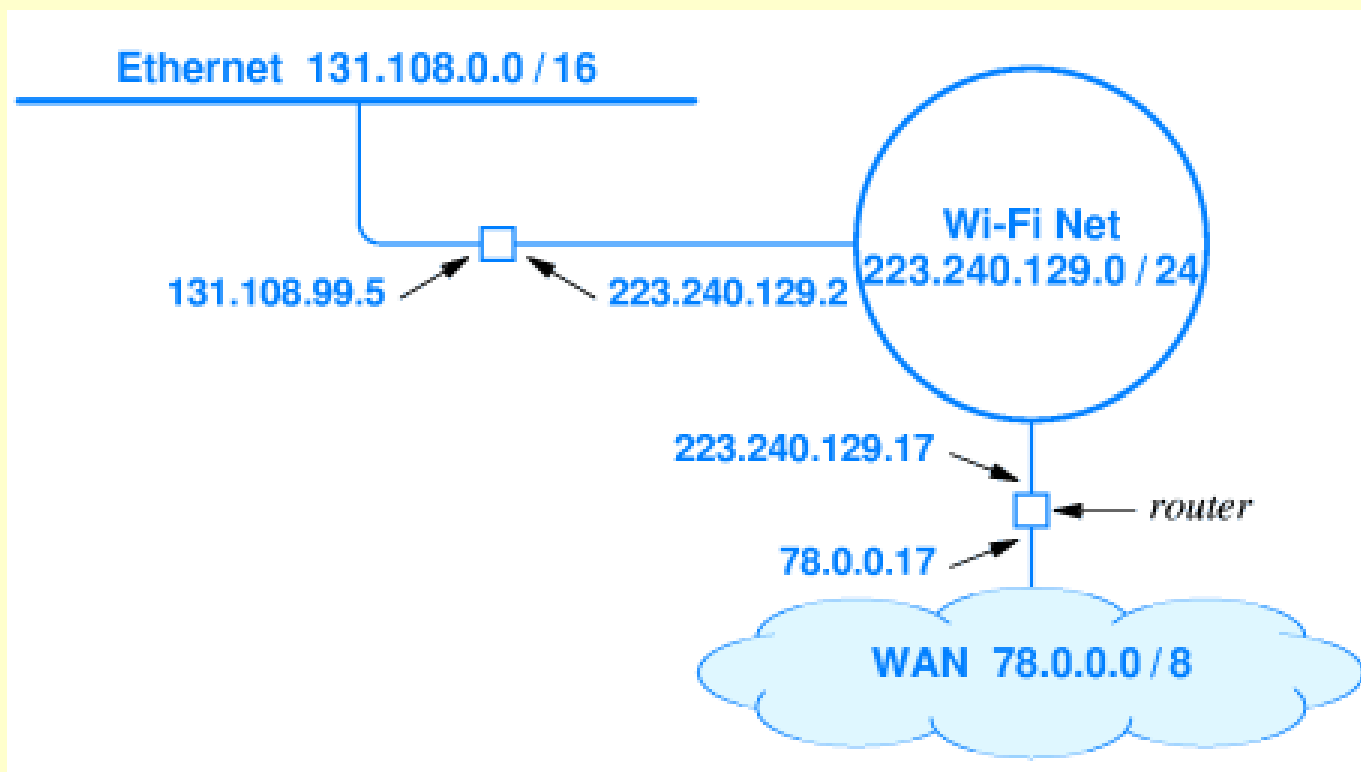 Ethernet 131.108.0.0 / 16
Wi-Fi Net
223.240.129.0 / 24
131.108.99.5
223.240.129.2
223.240.129.17
router
78.0.0.17
WAN 78.0.0.0 / 8